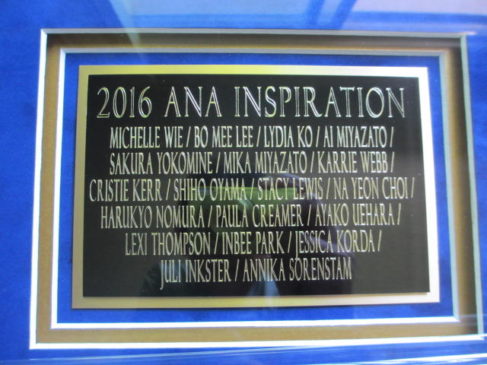 2016 ANA INSPIRATION
MICHELLE WIE / BO MEE LEE / LYDIA KO / AI MIYAZATO /
SAKURA YOKOMINE / MIKA MIYAZATO / KARRIE WEBB /
CRISTIE KERR / SHIHO OYAMA / STACY LEWIS / NA YEON CHOI /
HARUKYO NOMURA / PAULA CREAMER / AYAKO UEHARA /
LEXI THOMPSON / INBEE PARK / JESSICA KORDA /
JULI INKSTER / ANNIKA SORENSTAM